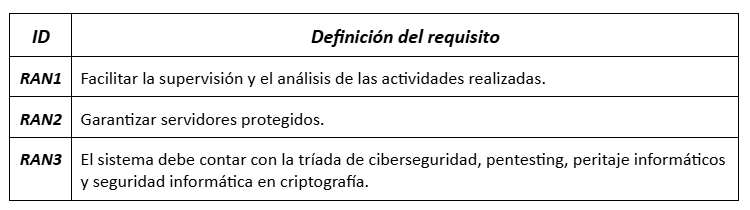 ID Definición del requisito
RAN1 Facilitar la supervisión y el análisis de las actividades realizadas.
RAN2 Garantizar servidores protegidos.
RAN3 El sistema debe contar con la tríada de ciberseguridad, pentesting, peritaje informáticos
y seguridad informática en criptografía.